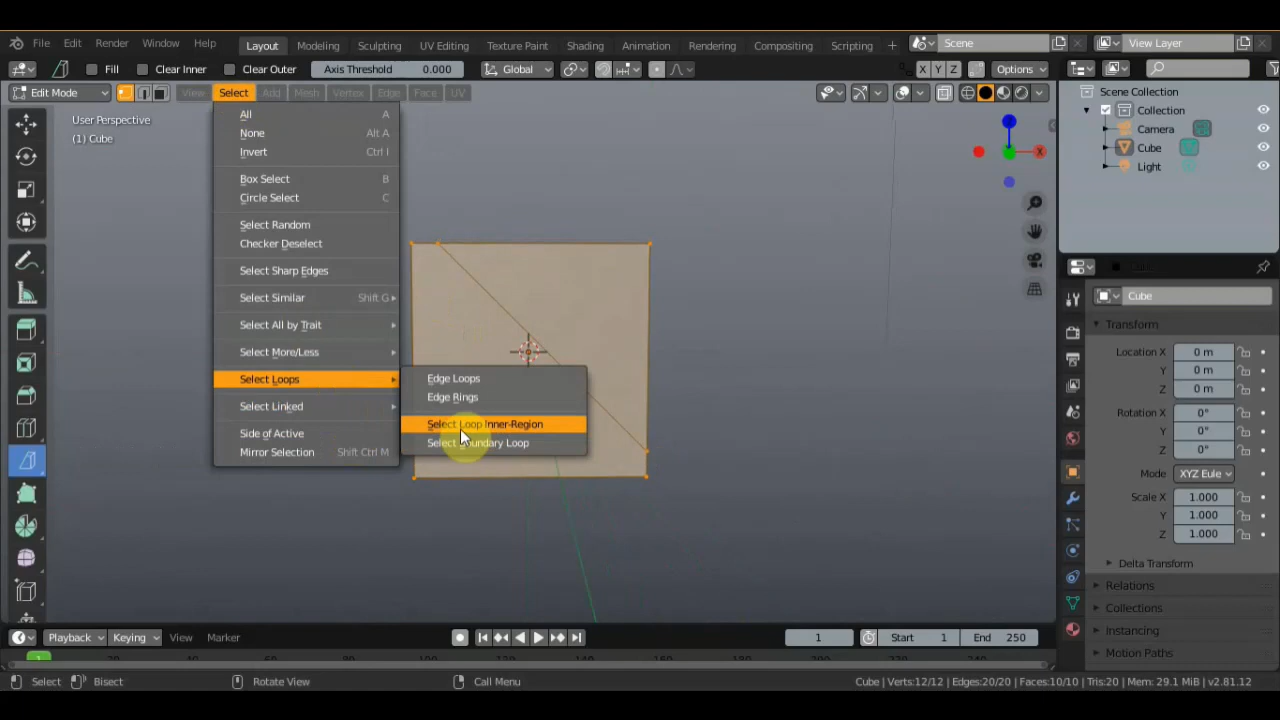 File Edit Render Window Help Layout Modeling Sculpting UV Editing Texture Paint Shading Animation Rendering Compositing Scripting + Scene View Layer
Fill Clear Inner Clear Outer Axis Threshold 0.000 Global X Y Z Options
Edit Mode View Select Add Mesh Vertex Edge Face UV
Scene Collection
Collection
Camera
Cube
Light
User Perspective
(1) Cube
All A
None Alt A
Invert Ctrl I
Box Select B
Circle Select C
Select Random
Checker Deselect
Select Sharp Edges
Select Similar Shift G
Select All by Trait
Select More/Less
Select Loops
Select Linked
Side of Active
Mirror Selection Shift Ctrl M
Edge Loops
Edge Rings
Select Loop Inner-Region
Select Boundary Loop
X
Cube
Cube
Transform
Location X 0 m
Y 0 m
Z 0 m
Rotation X 0°
Y 0°
Z 0°
Mode XYZ Eule
Scale X 1.000
Y 1.000
Z 1.000
Delta Transform
Relations
Collections
Instancing
Motion Paths
Playback Keying View Marker 1 Start 1 End 250
1
Select Bisect Rotate View Call Menu Cube | Verts:12/12 | Edges:20/20 | Faces:10/10 | Tris:20 | Mem: 29.1 MiB | v2.81.12